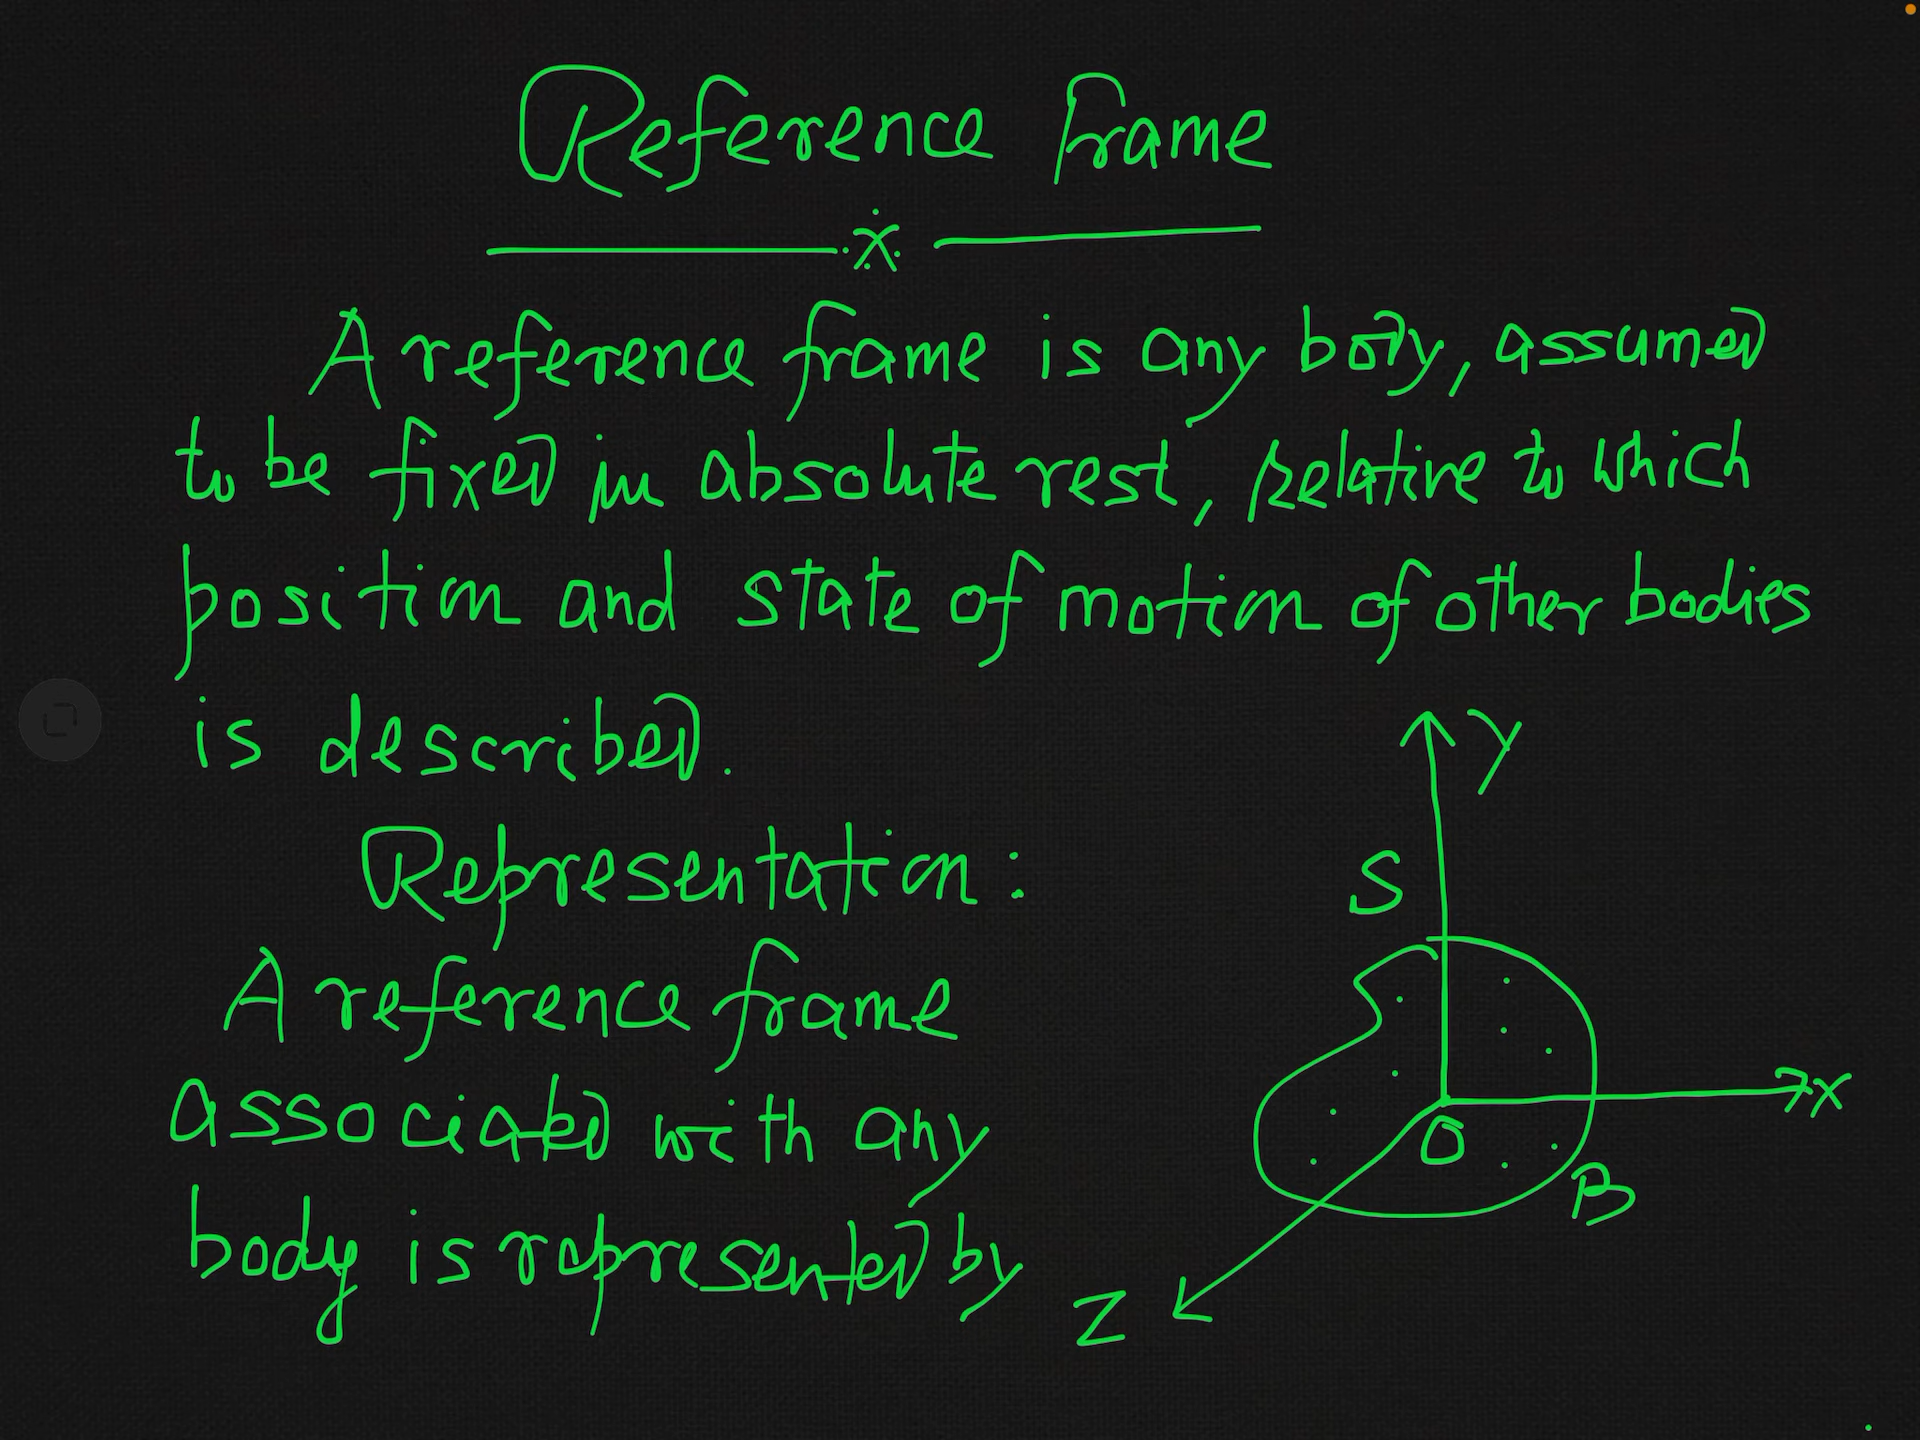 Reference frame
x
A reference frame is any body, assumed
to be fixed in absolute rest, relative to which
position and state of motion of other bodies
is described.
Representation:
A reference frame
associated with any
body is represented by
Y
S
X
O
B
Z